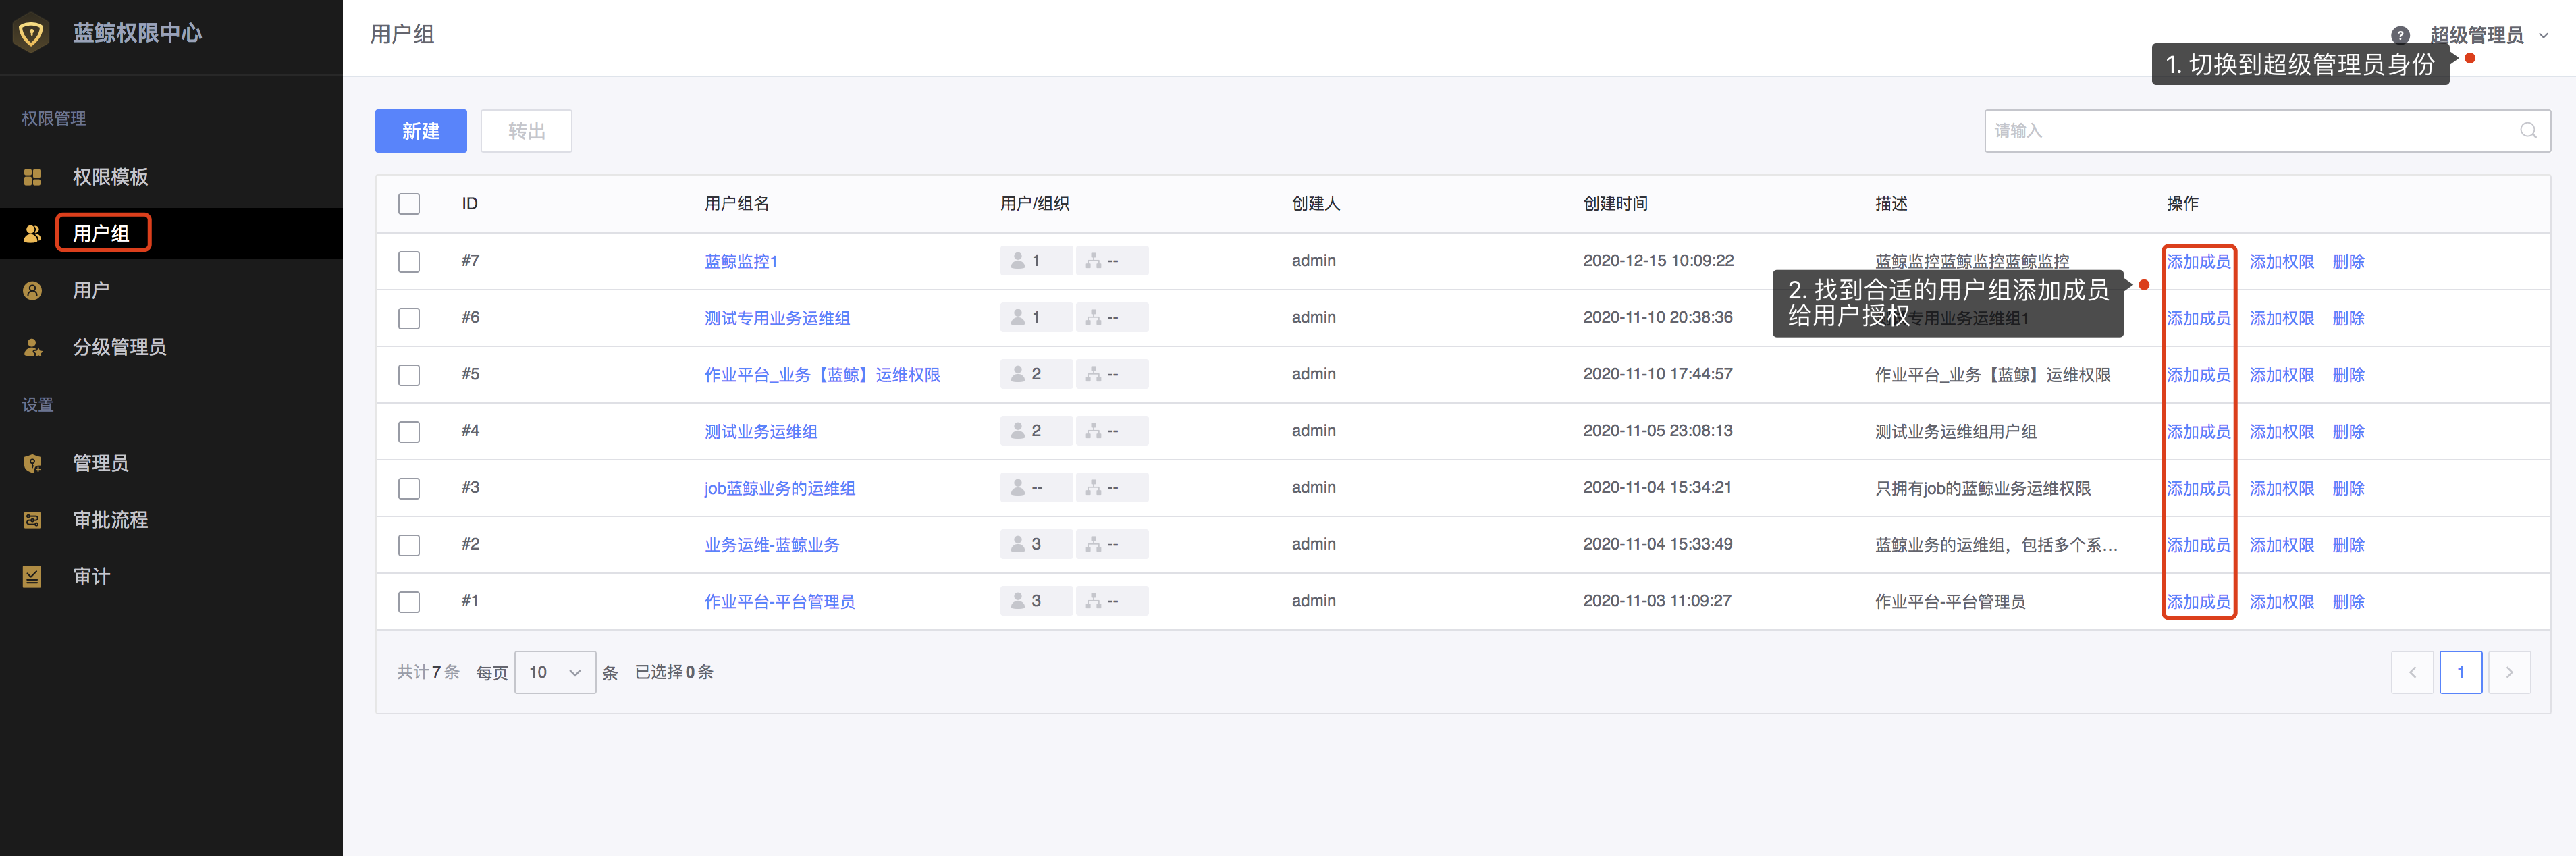 蓝鲸权限中心
用户组
? 超级管理员
1. 切换到超级管理员身份
权限管理
权限模板
用户组
用户
分级管理员
设置
管理员
审批流程
审计
新建 转出 请输入
ID 用户组名 用户/组织 创建人 创建时间 描述 操作
#7 蓝鲸监控1 1 -- admin 2020-12-15 10:09:22 蓝鲸监控蓝鲸监控蓝鲸监控 添加成员 添加权限 删除
2. 找到合适的用户组添加成员
给用户授权
#6 测试专用业务运维组 1 -- admin 2020-11-10 20:38:36 专用业务运维组1 添加成员 添加权限 删除
#5 作业平台_业务【蓝鲸】运维权限 2 -- admin 2020-11-10 17:44:57 作业平台_业务【蓝鲸】运维权限 添加成员 添加权限 删除
#4 测试业务运维组 2 -- admin 2020-11-05 23:08:13 测试业务运维组用户组 添加成员 添加权限 删除
#3 job蓝鲸业务的运维组 -- -- admin 2020-11-04 15:34:21 只拥有job的蓝鲸业务运维权限 添加成员 添加权限 删除
#2 业务运维-蓝鲸业务 3 -- admin 2020-11-04 15:33:49 蓝鲸业务的运维组，包括多个系... 添加成员 添加权限 删除
#1 作业平台-平台管理员 3 -- admin 2020-11-03 11:09:27 作业平台-平台管理员 添加成员 添加权限 删除
共计7条 每页 10 条 已选择0条 1